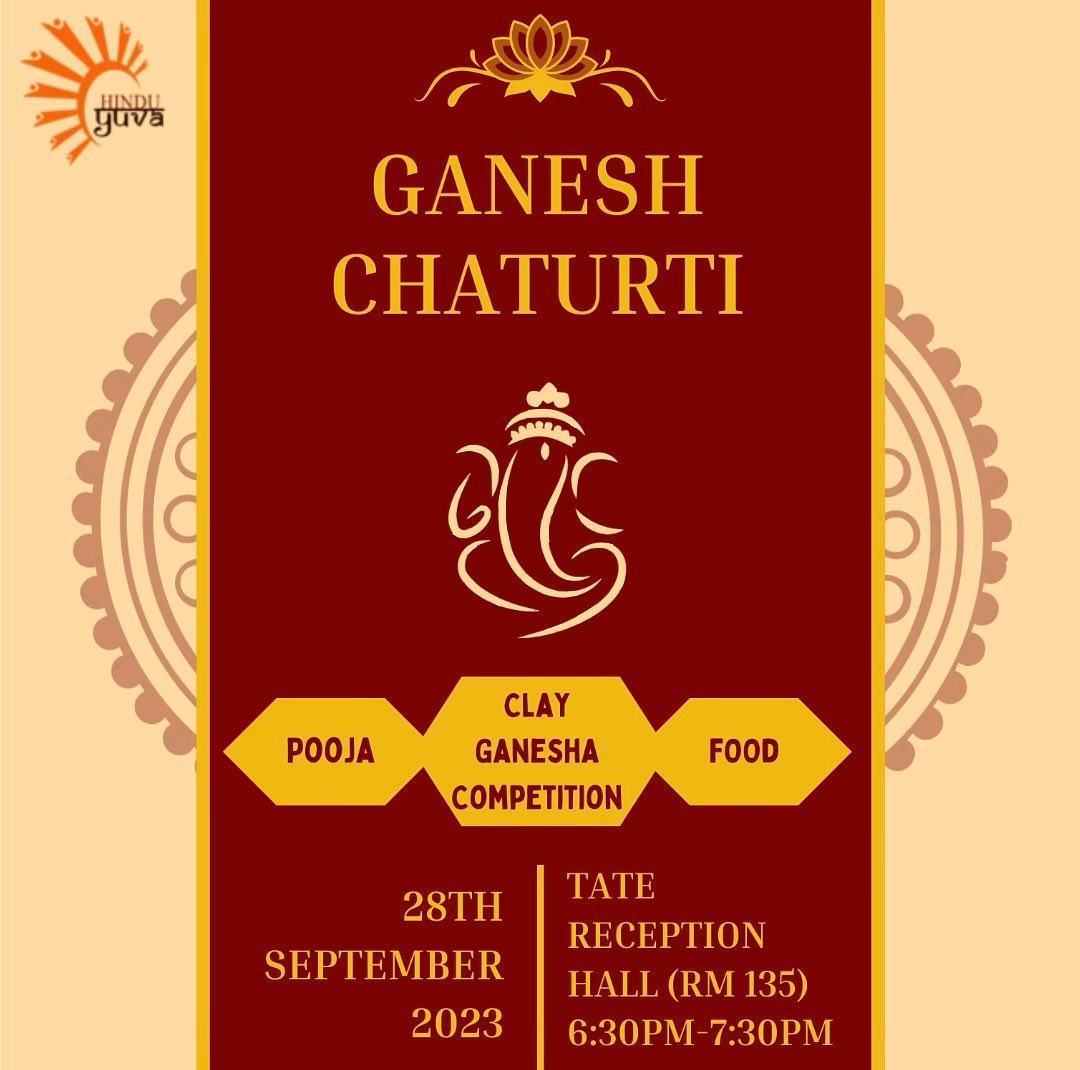 HINDU
yuva
GANESH
CHATURTI
POOJA
CLAY
GANESHA
COMPETITION
FOOD
28TH
SEPTEMBER
2023
TATE
RECEPTION
HALL (RM 135)
6:30PM-7:30PM